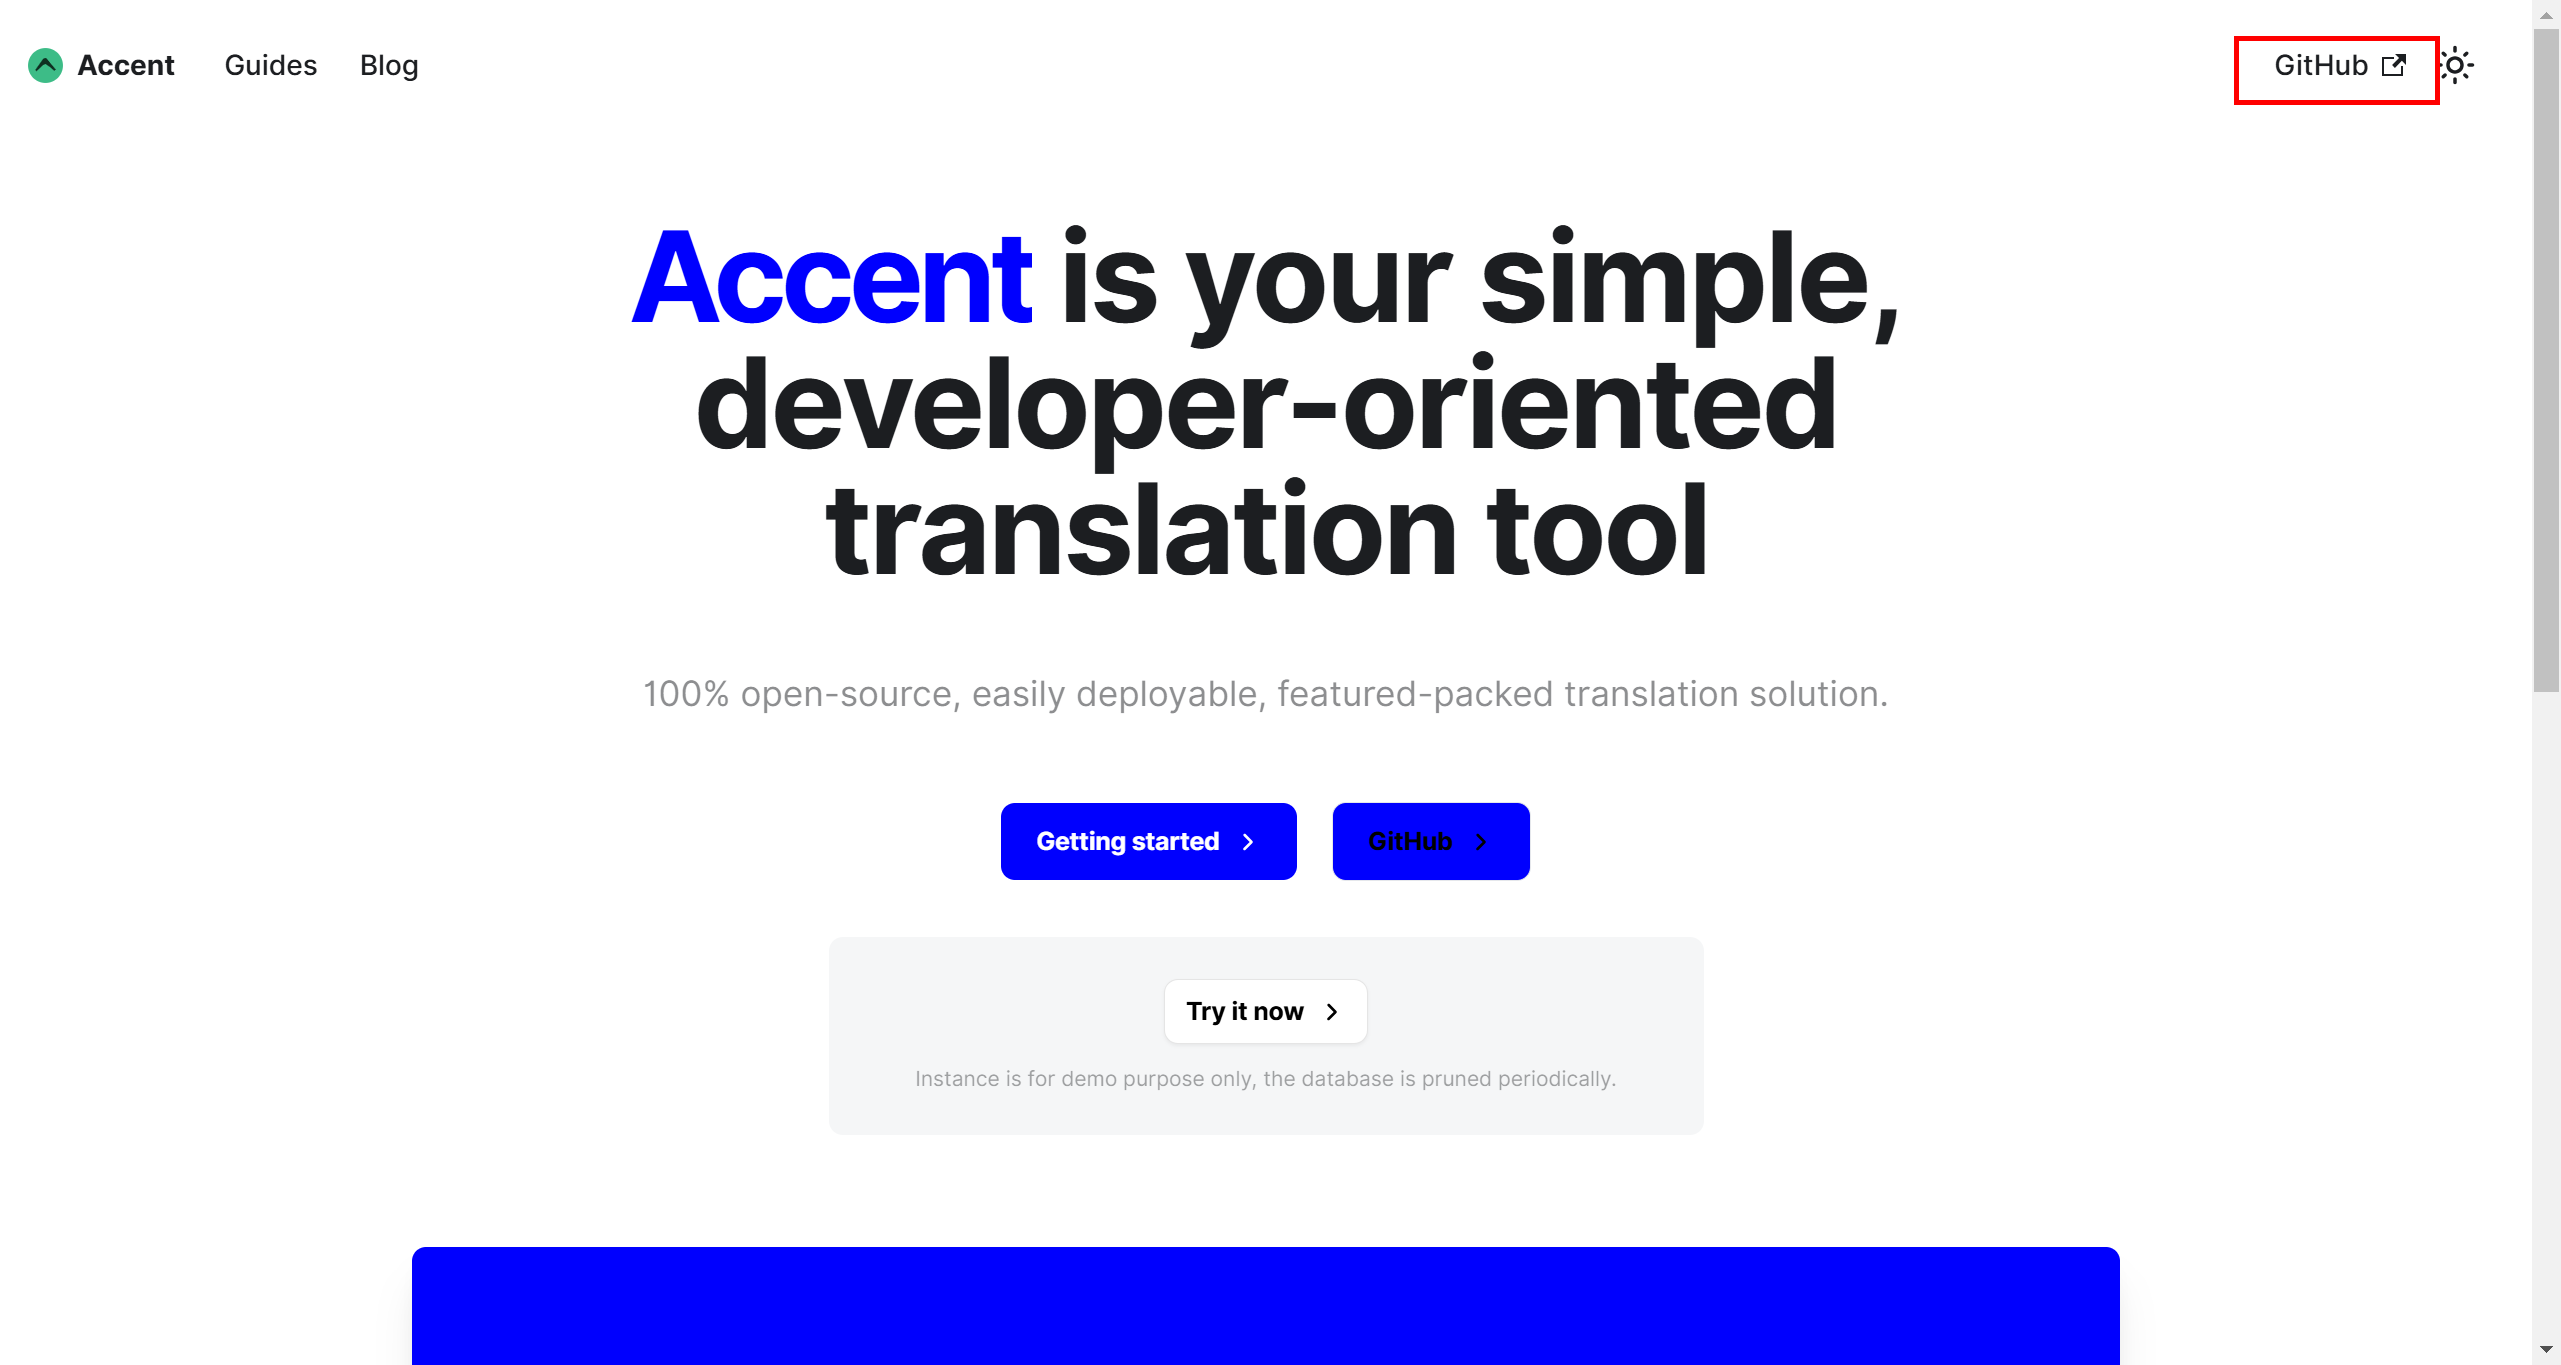 Accent
Guides
Blog
GitHub
Accent is your simple,
developer-oriented
translation tool
100% open-source, easily deployable, featured-packed translation solution.
Getting started
GitHub
Try it now
Instance is for demo purpose only, the database is pruned periodically.